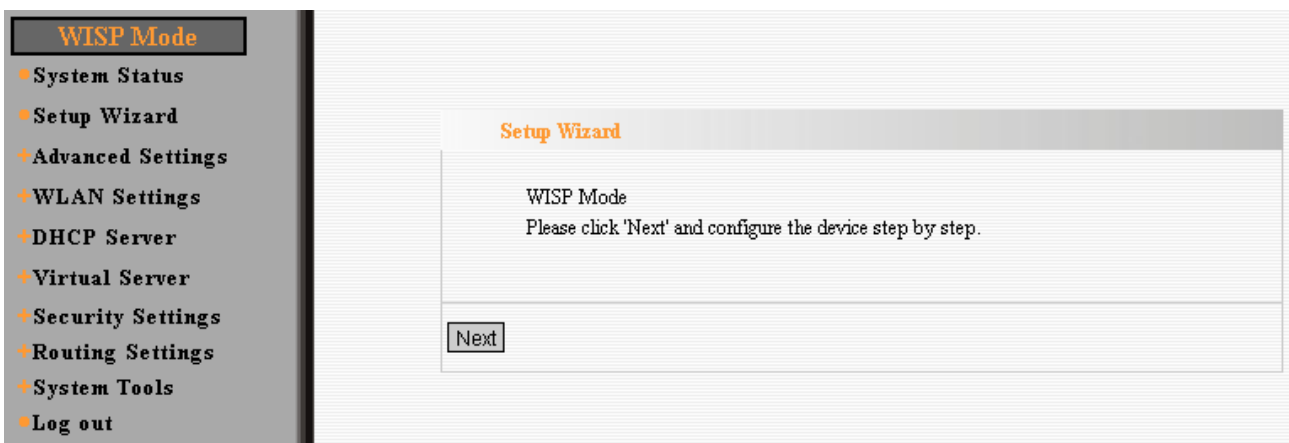 WISP Mode
System Status
Setup Wizard
Advanced Settings
WLAN Settings
DHCP Server
Virtual Server
Security Settings
Routing Settings
System Tools
Log out
Setup Wizard
WISP Mode
Please click 'Next' and configure the device step by step.
Next